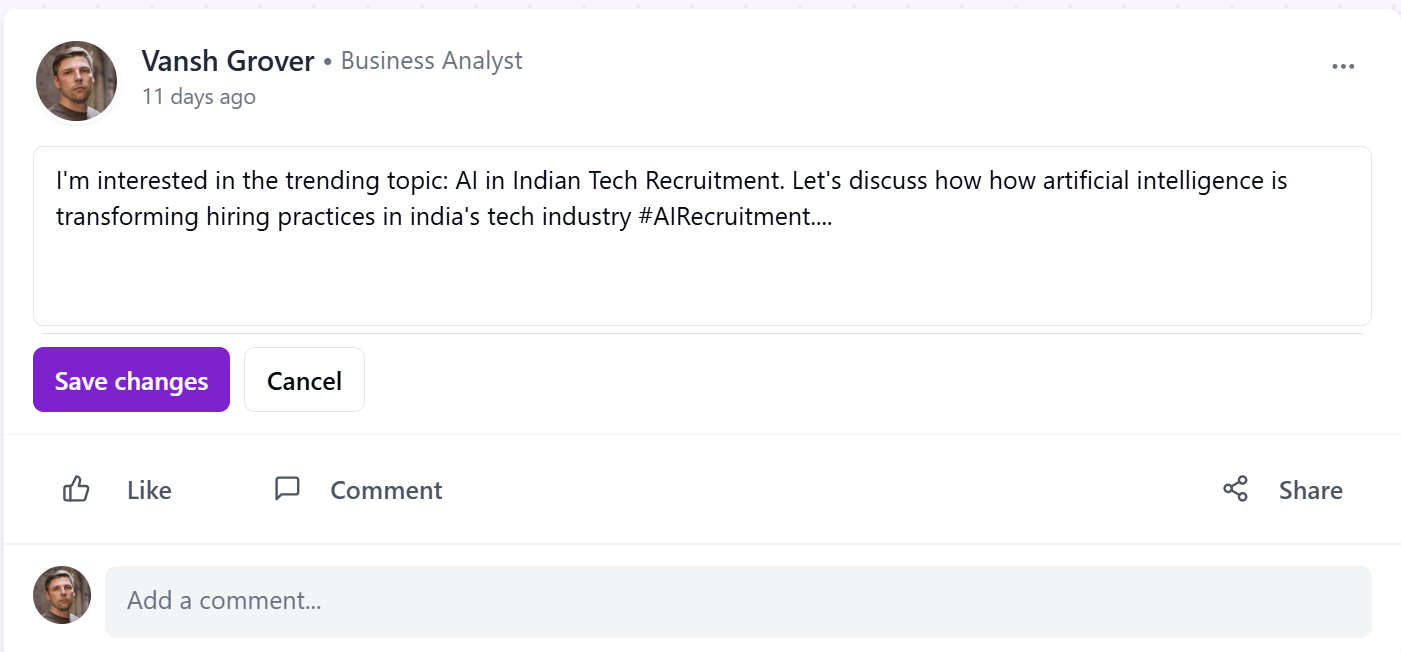 Vansh Grover • Business Analyst
11 days ago
I'm interested in the trending topic: AI in Indian Tech Recruitment. Let's discuss how how artificial intelligence is
transforming hiring practices in india's tech industry #AIRecruitment....
Save changes Cancel
Like Comment Share
Add a comment...